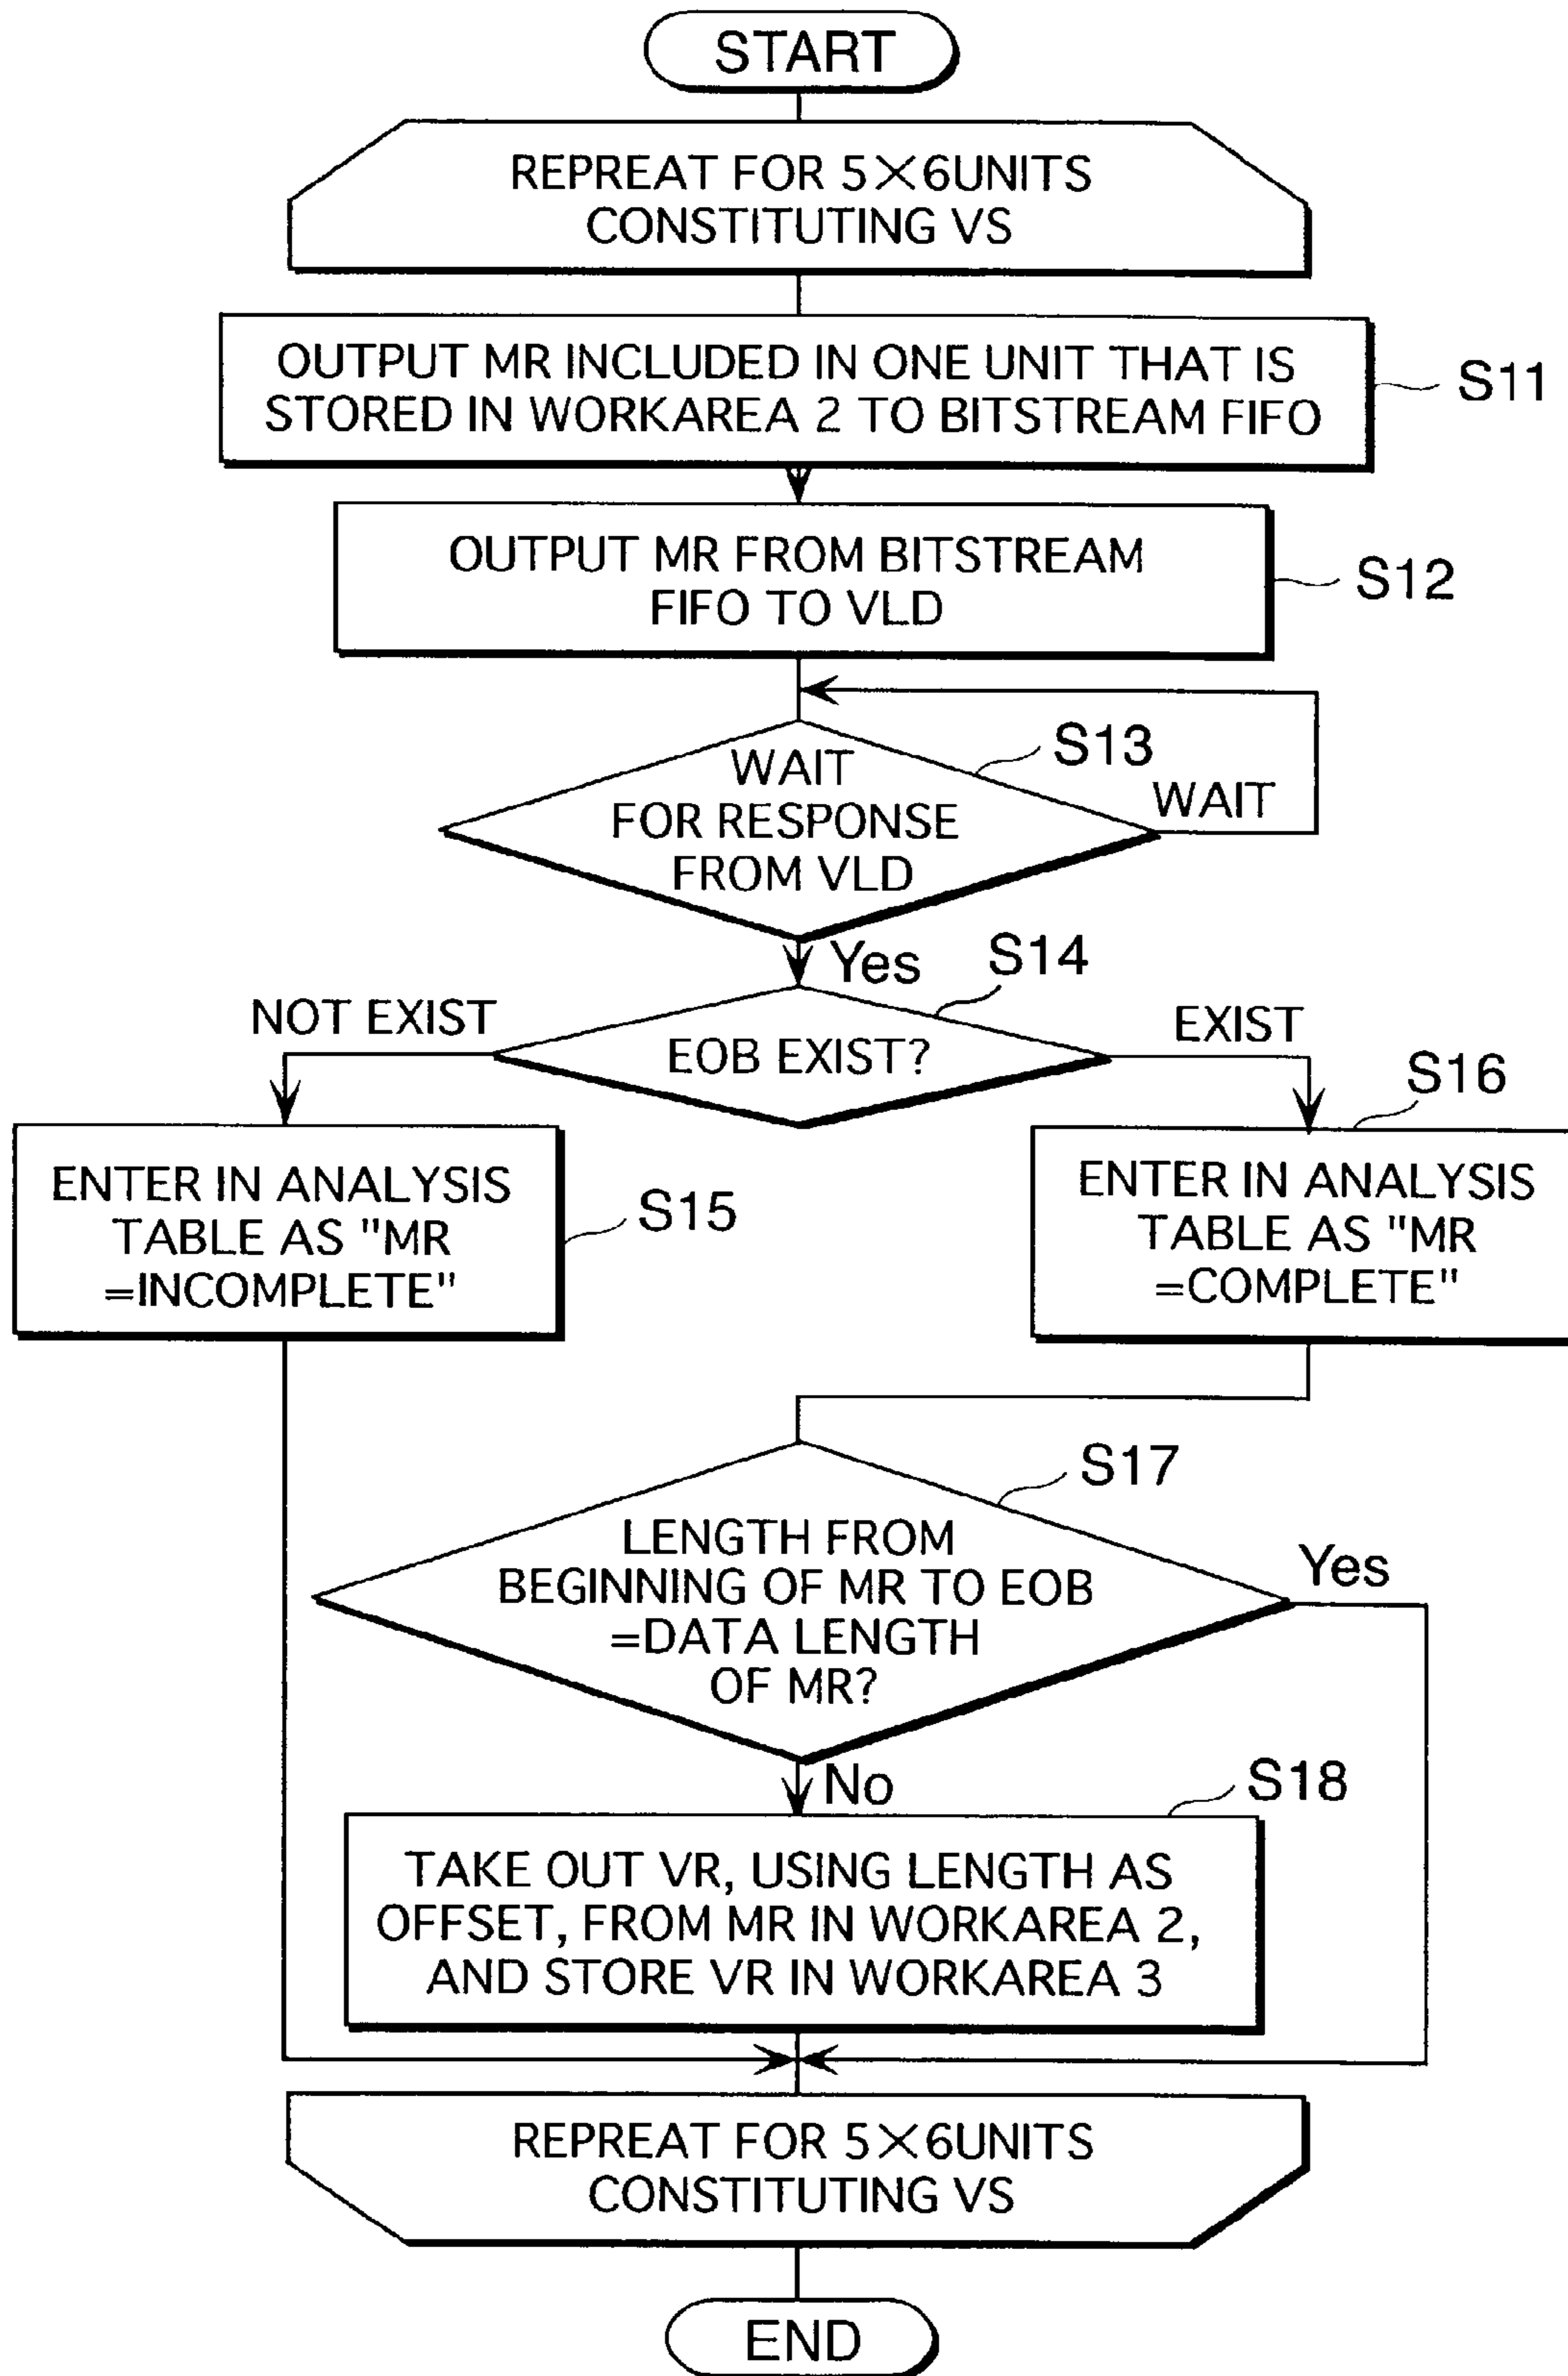 START
REPREAT FOR 5×6UNITS
CONSTITUTING VS
OUTPUT MR INCLUDED IN ONE UNIT THAT IS
STORED IN WORKAREA 2 TO BITSTREAM FIFO
S11
OUTPUT MR FROM BITSTREAM
FIFO TO VLD
S12
WAIT
FOR RESPONSE
FROM VLD
S13
WAIT
Yes
S14
NOT EXIST
EOB EXIST?
EXIST
S16
ENTER IN ANALYSIS
TABLE AS "MR
=INCOMPLETE"
S15
ENTER IN ANALYSIS
TABLE AS "MR
=COMPLETE"
S17
LENGTH FROM
BEGINNING OF MR TO EOB
=DATA LENGTH
OF MR?
Yes
No
S18
TAKE OUT VR, USING LENGTH AS
OFFSET, FROM MR IN WORKAREA 2,
AND STORE VR IN WORKAREA 3
REPREAT FOR 5×6UNITS
CONSTITUTING VS
END